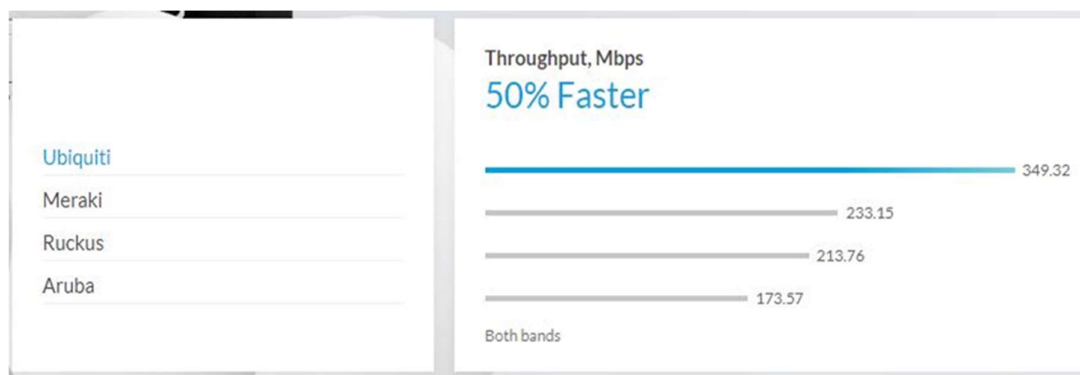 Throughput, Mbps
50% Faster
Ubiquiti
349.32
Meraki
233.15
Ruckus
213.76
Aruba
173.57
Both bands